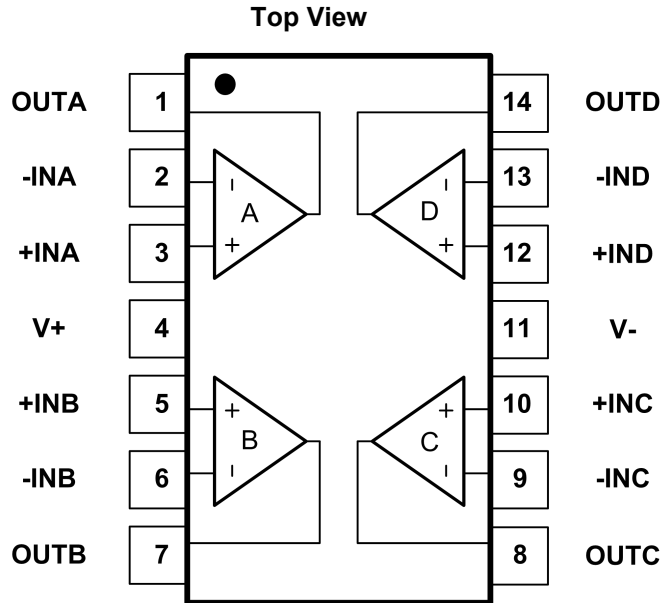 Top View
OUTA 1 14 OUTD
-INA 2 - - 13 -IND
A D
+INA 3 + + 12 +IND
V+ 4 11 V-
+INB 5 + + 10 +INC
B C
-INB 6 - - 9 -INC
OUTB 7 8 OUTC